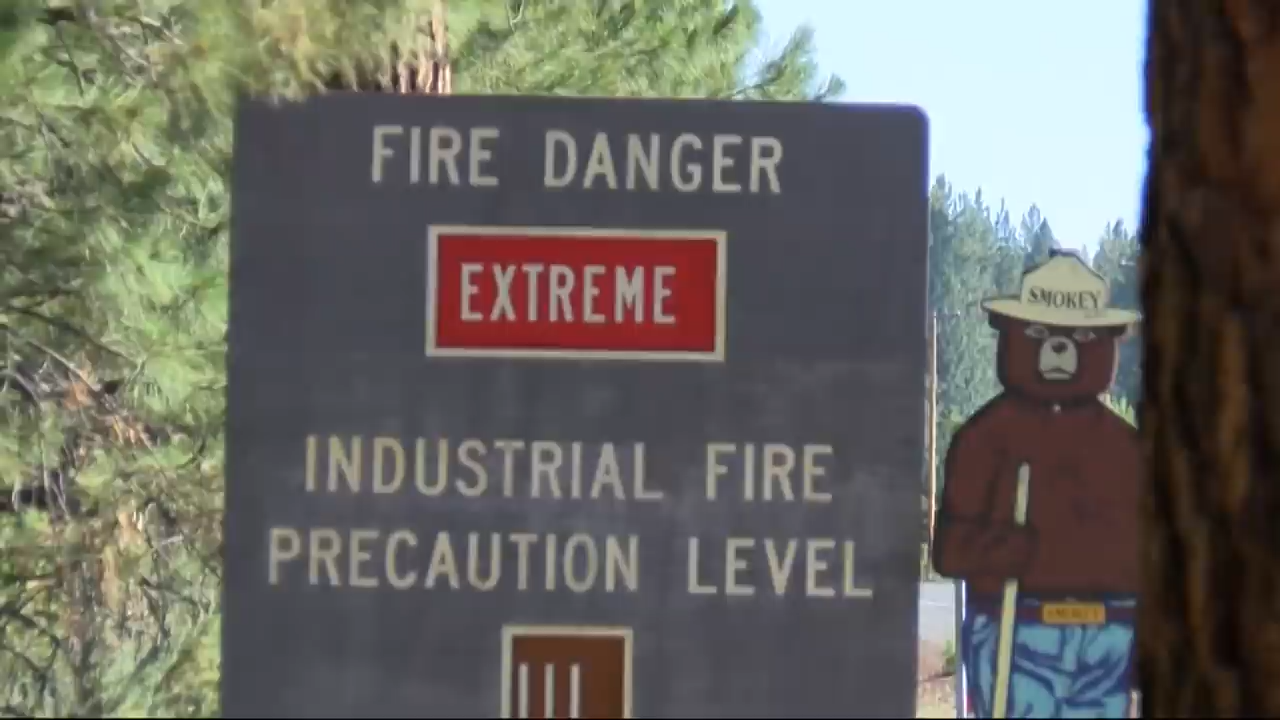 FIRE DANGER
EXTREME
SMOKEY
INDUSTRIAL FIRE
PRECAUTION LEVEL
III